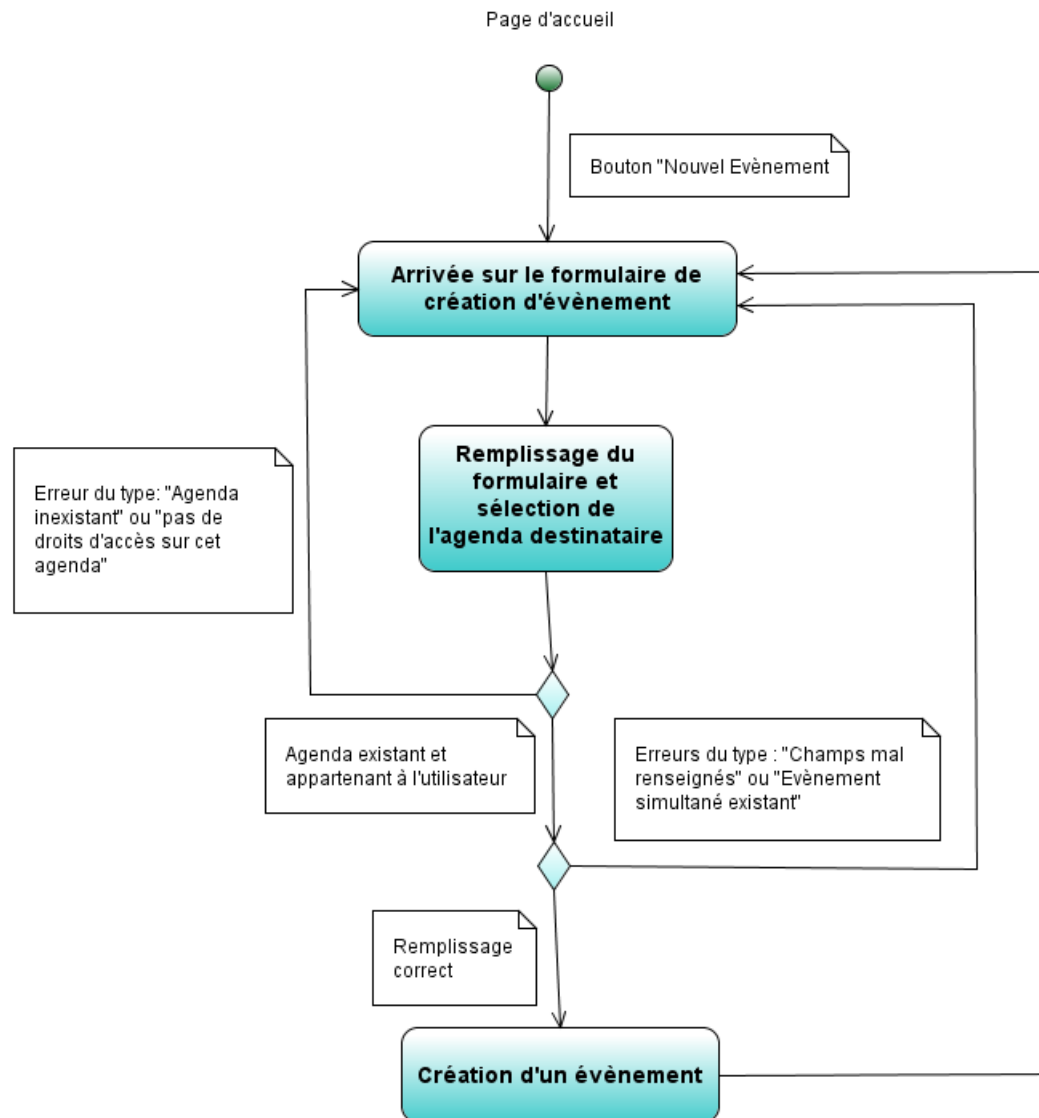 Page d'accueil
Bouton "Nouvel Evènement
Arrivée sur le formulaire de
création d'évènement
Remplissage du
formulaire et
sélection de
l'agenda destinataire
Erreur du type: "Agenda
inexistant" ou "pas de
droits d'accès sur cet
agenda"
Agenda existant et
appartenant à l'utilisateur
Erreurs du type : "Champs mal
renseignés" ou "Evènement
simultané existant"
Remplissage
correct
Création d'un évènement